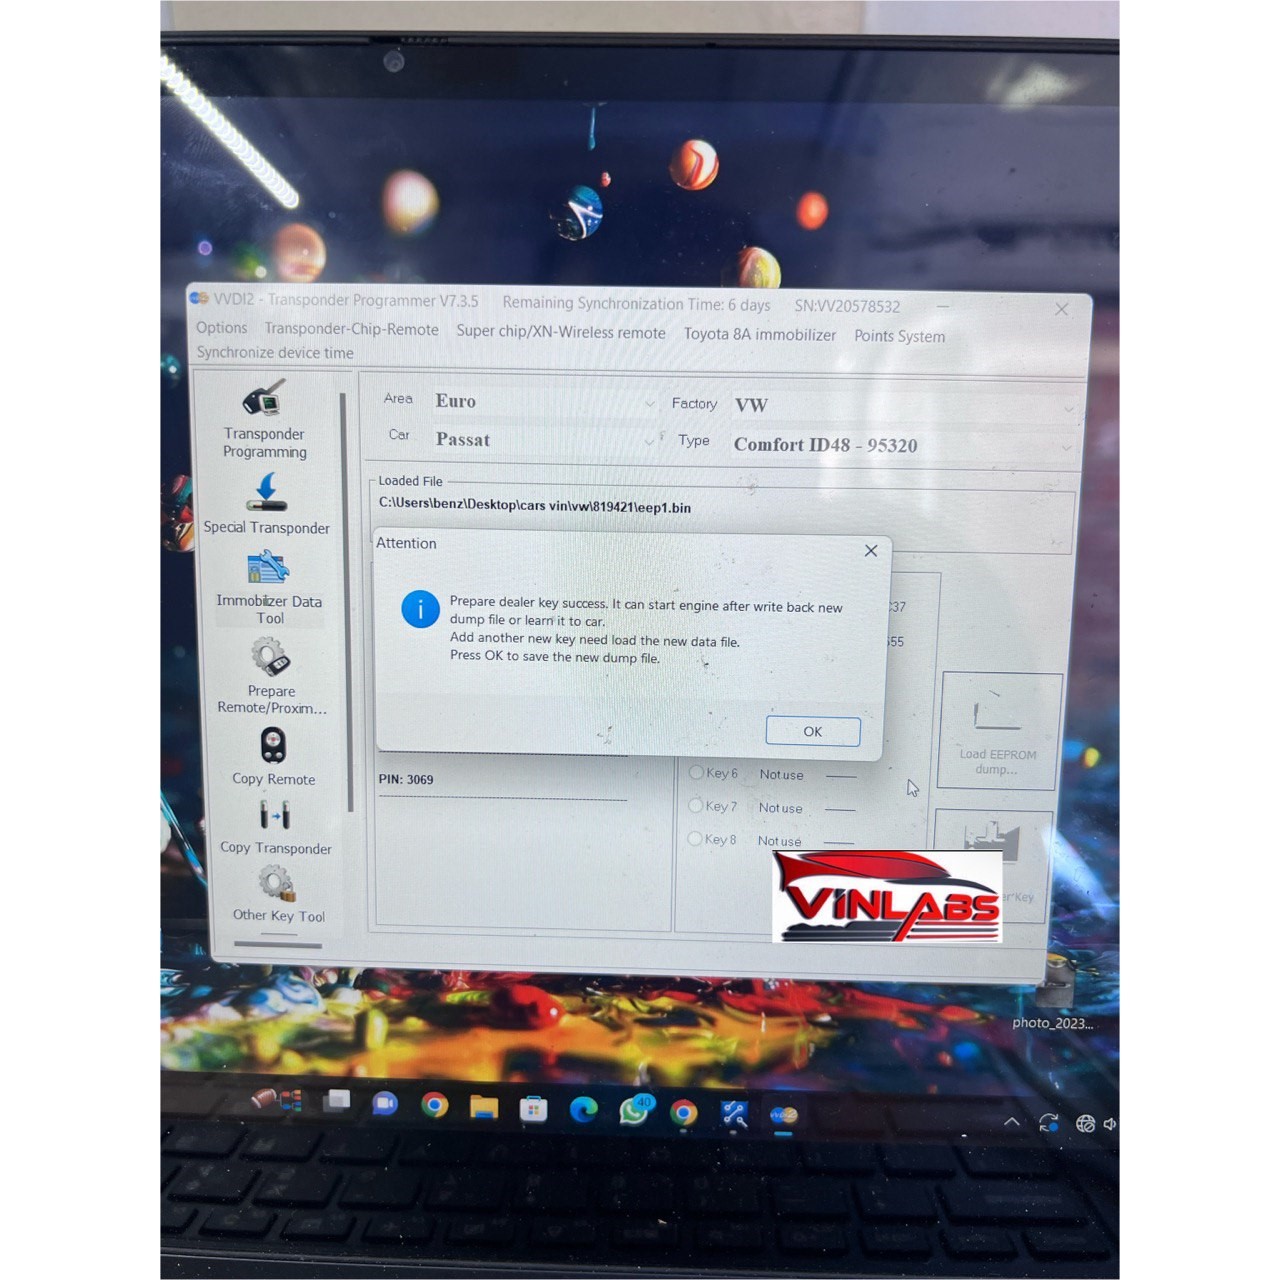 VVDI2 - Transponder Programmer V7.3.5 Remaining Synchronization Time: 6 days SN:VV20578532
Options Transponder-Chip-Remote Super chip/XN-Wireless remote Toyota 8A immobilizer Points System
Synchronize device time
Transponder
Programming
Special Transponder
Immobilizer Data
Tool
Prepare
Remote/Proxim...
Copy Remote
Copy Transponder
Other Key Tool
Area Euro Factory VW
Car Passat Type Comfort ID48 - 95320
Loaded File
C:\Users\benz\Desktop\cars vin\vw\819421\eep1.bin
Attention
Prepare dealer key success. It can start engine after write back new
dump file or learn it to car.
Add another new key need load the new data file.
Press OK to save the new dump file.
OK
:37
55
Load EEPROM
dump...
PIN: 3069
Key 6 Not use
Key 7 Not use
Key 8 Not use
Key
VINLABS
photo_2023...
40